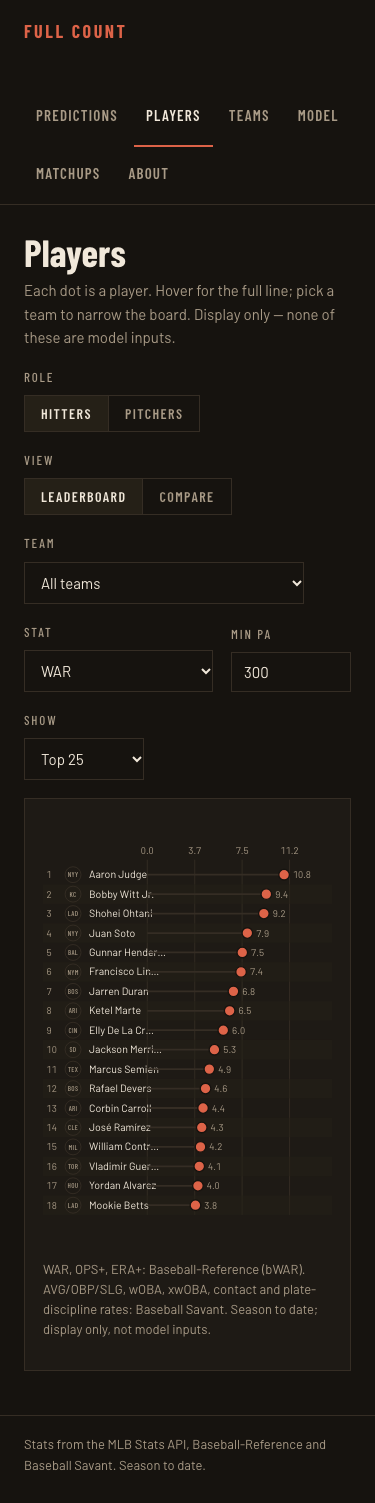 FULL COUNT
PREDICTIONS PLAYERS TEAMS MODEL
MATCHUPS ABOUT
Players
Each dot is a player. Hover for the full line; pick a
team to narrow the board. Display only — none of
these are model inputs.
ROLE
HITTERS PITCHERS
VIEW
LEADERBOARD COMPARE
TEAM
All teams
STAT MIN PA
WAR 300
SHOW
Top 25
0.0 3.7 7.5 11.2
1 NYY Aaron Judge 10.8
2 KC Bobby Witt Jr. 9.4
3 LAD Shohei Ohtani 9.2
4 NYY Juan Soto 7.9
5 BAL Gunnar Hender… 7.5
6 NYM Francisco Lin… 7.4
7 BOS Jarren Duran 6.8
8 ARI Ketel Marte 6.5
9 CIN Elly De La Cr… 6.0
10 SD Jackson Merri… 5.3
11 TEX Marcus Semien 4.9
12 BOS Rafael Devers 4.6
13 ARI Corbin Carroll 4.4
14 CLE José Ramírez 4.3
15 MIL William Contr… 4.2
16 TOR Vladimir Guer… 4.1
17 HOU Yordan Alvarez 4.0
18 LAD Mookie Betts 3.8
WAR, OPS+, ERA+: Baseball-Reference (bWAR).
AVG/OBP/SLG, wOBA, xwOBA, contact and plate-
discipline rates: Baseball Savant. Season to date;
display only, not model inputs.
Stats from the MLB Stats API, Baseball-Reference and
Baseball Savant. Season to date.